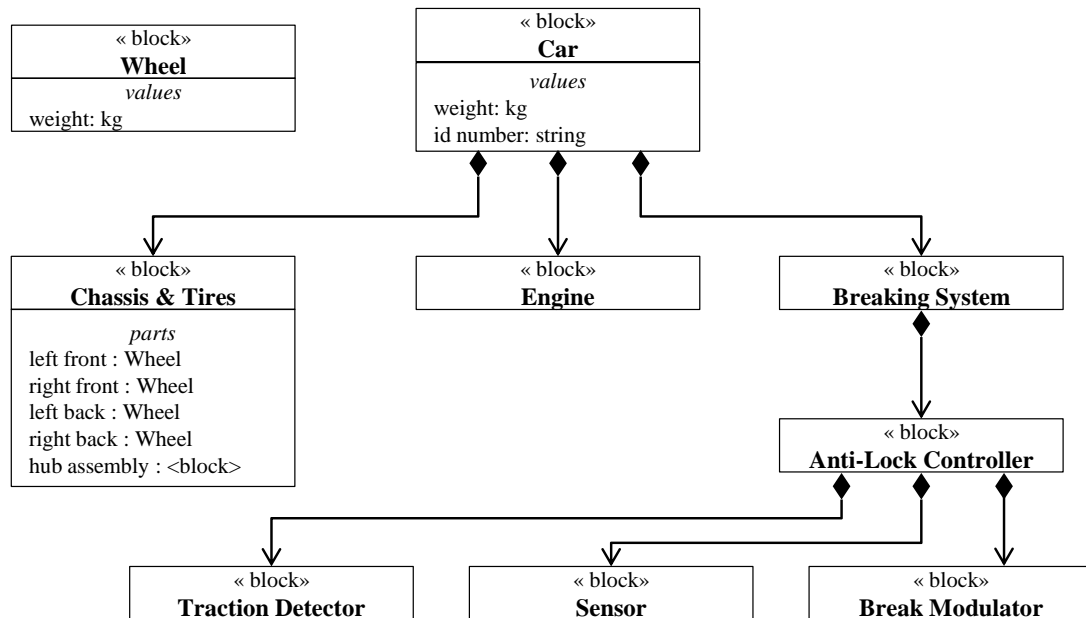 « block»
Wheel
values
weight: kg
« block»
Car
values
weight: kg
id number: string
« block»
Chassis & Tires
parts
left front : Wheel
right front : Wheel
left back : Wheel
right back : Wheel
hub assembly : <block>
« block»
Engine
« block»
Breaking System
« block»
Anti-Lock Controller
« block»
Traction Detector
« block»
Sensor
« block»
Break Modulator